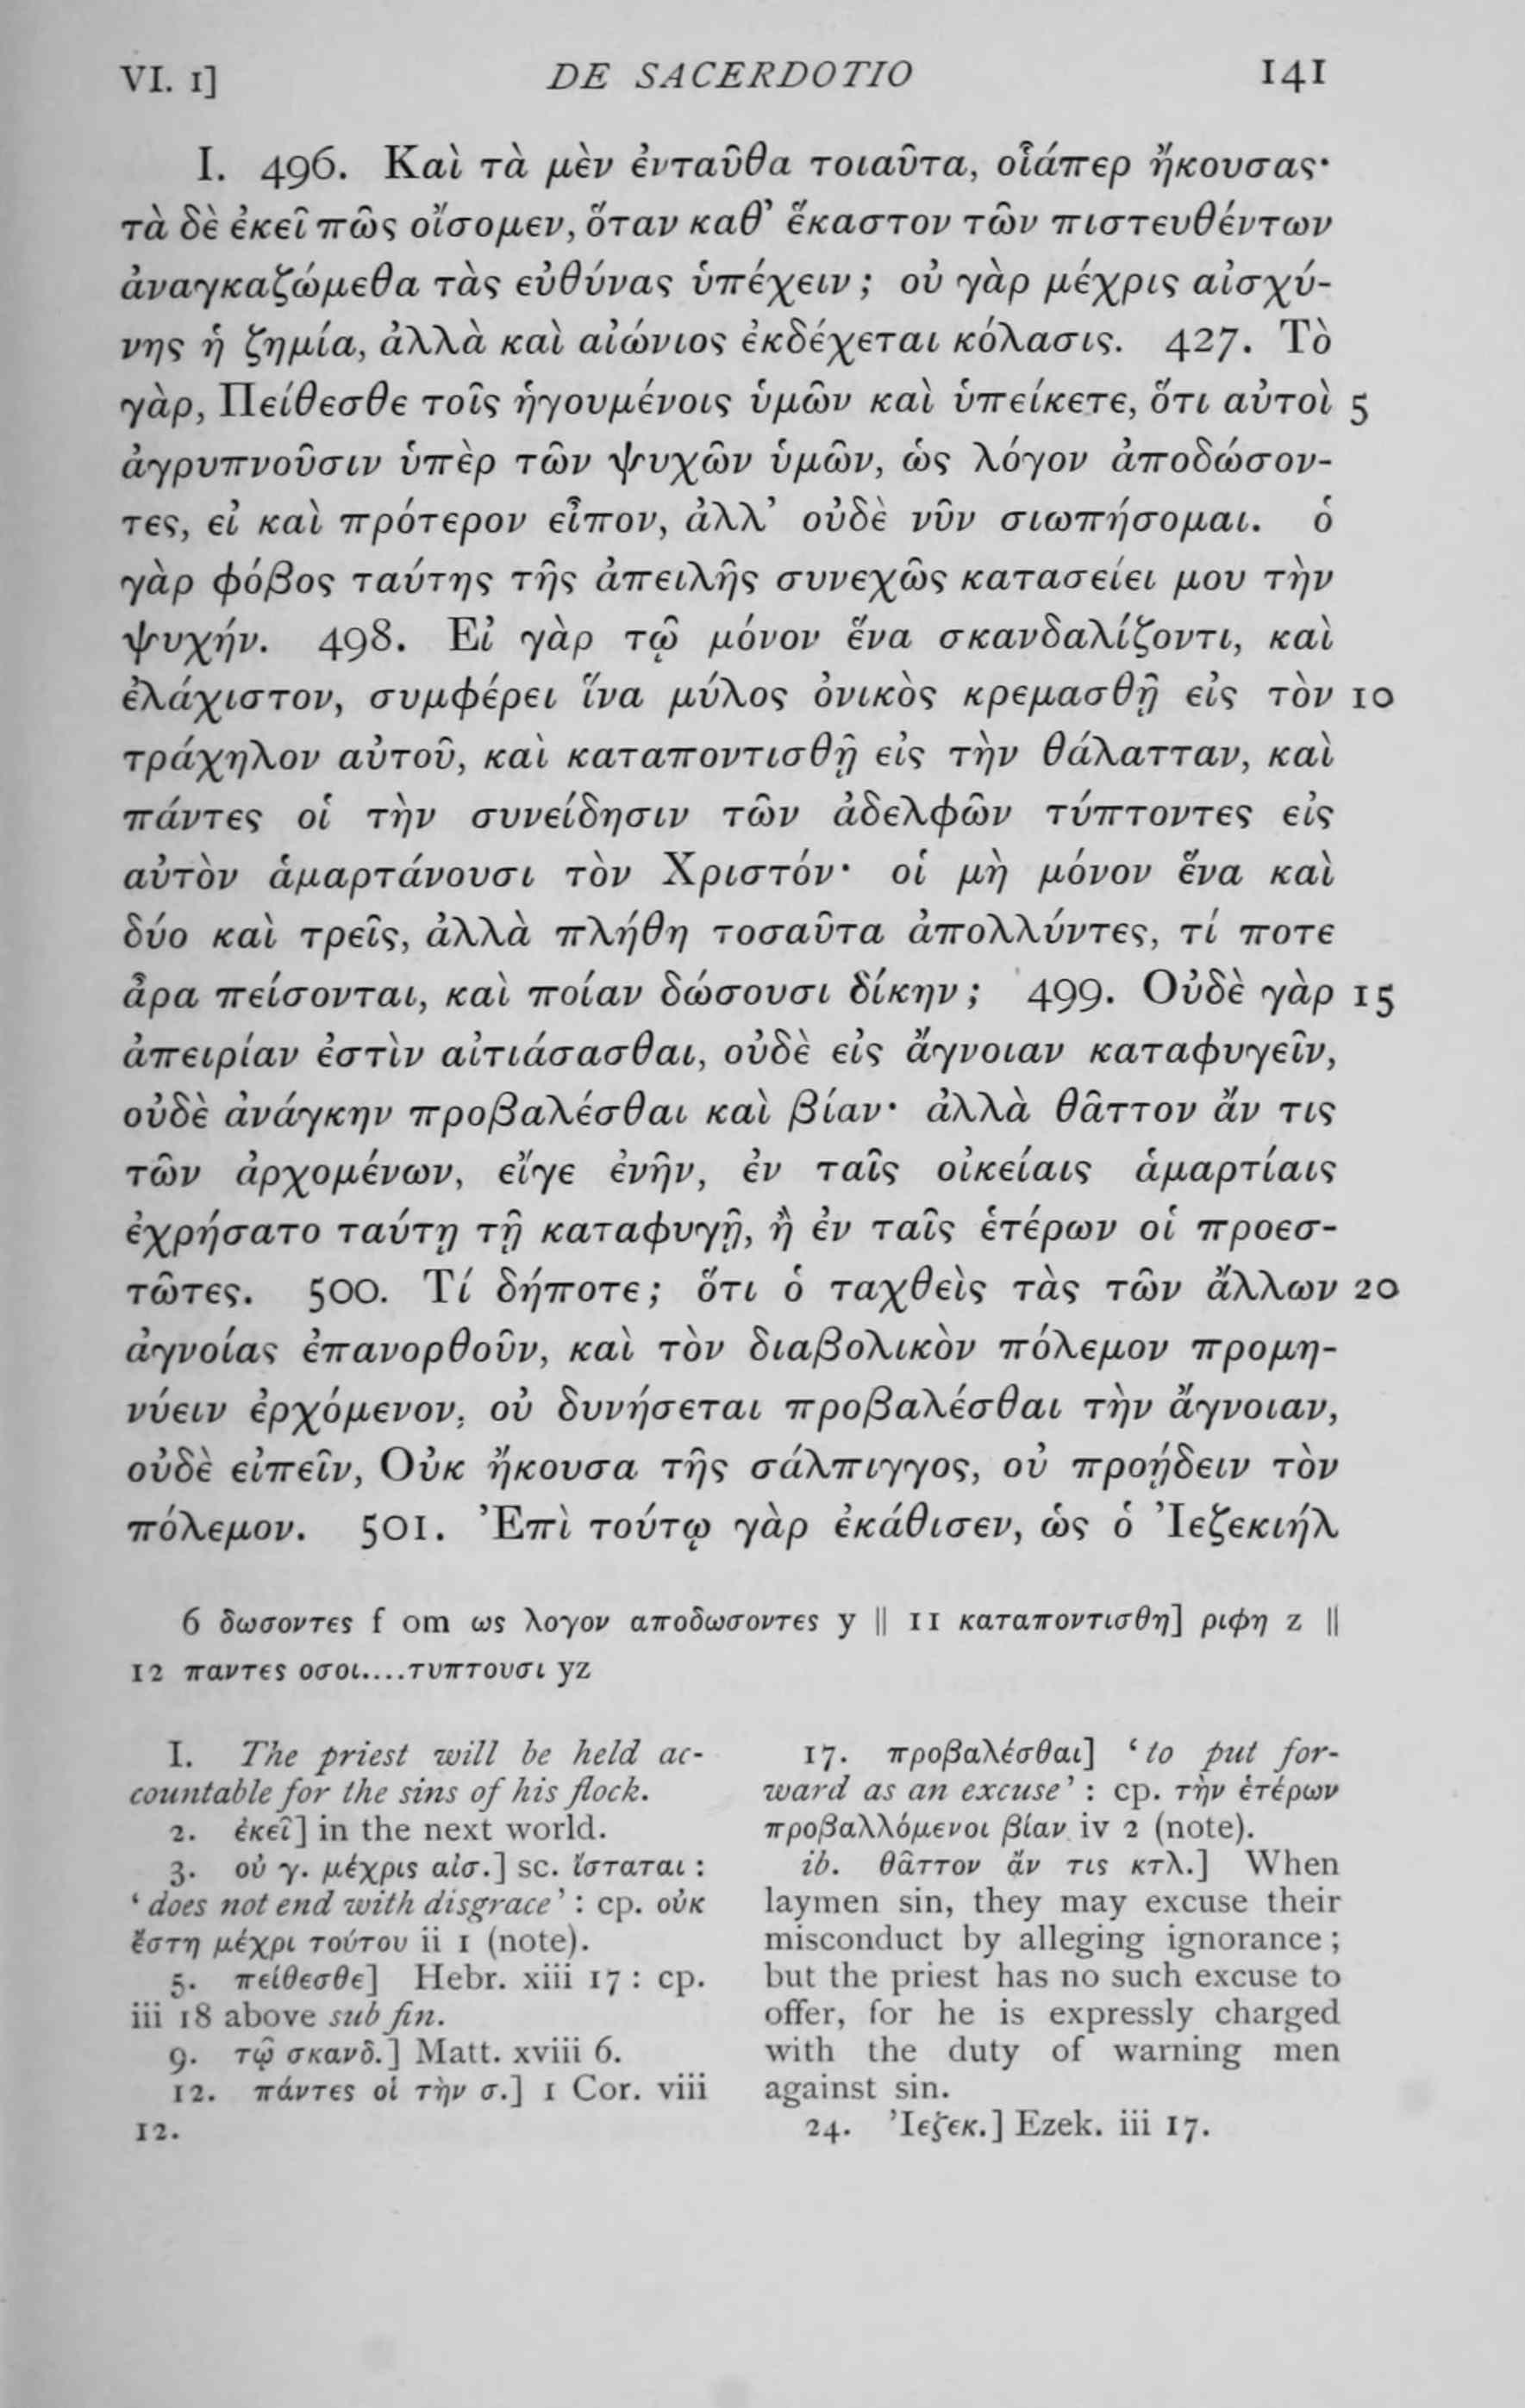 VI. 1] DE SACERDOTIO 141
I. 496. Καὶ τὰ μὲν ἐνταῦθα τοιαῦτα, οἷάπερ ἤκουσας·
τὰ δὲ ἐκεῖ πῶς οἴσομεν, ὅταν καθ’ ἕκαστον τῶν πιστευθέντων
ἀναγκαζώμεθα τὰς εὐθύνας ὑπέχειν; οὐ γὰρ μέχρις αἰσχύ-
νης ἡ ζημία, ἀλλὰ καὶ αἰώνιος ἐκδέχεται κόλασις. 427. Τὸ
γὰρ, Πείθεσθε τοῖς ἡγουμένοις ὑμῶν καὶ ὑπείκετε, ὅτι αὐτοὶ 5
ἀγρυπνοῦσιν ὑπὲρ τῶν ψυχῶν ὑμῶν, ὡς λόγον ἀποδώσον-
τες, εἰ καὶ πρότερον εἶπον, ἀλλ’ οὐδὲ νῦν σιωπήσομαι. ὁ
γὰρ φόβος ταύτης τῆς ἀπειλῆς συνεχῶς κατασείει μου τὴν
ψυχήν. 498. Εἰ γὰρ τῷ μόνον ἕνα σκανδαλίζοντι, καὶ
ἐλάχιστον, συμφέρει ἵνα μύλος ὀνικὸς κρεμασθῇ εἰς τὸν 10
τράχηλον αὐτοῦ, καὶ καταποντισθῇ εἰς τὴν θάλατταν, καὶ
πάντες οἱ τὴν συνείδησιν τῶν ἀδελφῶν τύπτοντες εἰς
αὐτὸν ἁμαρτάνουσι τὸν Χριστόν· οἱ μὴ μόνον ἕνα καὶ
δύο καὶ τρεῖς, ἀλλὰ πλήθη τοσαῦτα ἀπολλύντες, τί ποτε
ἆρα πείσονται, καὶ ποίαν δώσουσι δίκην; 499. Οὐδὲ γὰρ 15
ἀπειρίαν ἐστὶν αἰτιάσασθαι, οὐδὲ εἰς ἄγνοιαν καταφυγεῖν,
οὐδὲ ἀνάγκην προβαλέσθαι καὶ βίαν· ἀλλὰ θᾶττον ἄν τις
τῶν ἀρχομένων, εἴγε ἐνῆν, ἐν ταῖς οἰκείαις ἁμαρτίαις
ἐχρήσατο ταύτῃ τῇ καταφυγῇ, ἢ ἐν ταῖς ἑτέρων οἱ προεσ-
τῶτες. 500. Τί δήποτε; ὅτι ὁ ταχθεὶς τὰς τῶν ἄλλων 20
ἀγνοίας ἐπανορθοῦν, καὶ τὸν διαβολικὸν πόλεμον προμη-
νύειν ἐρχόμενον, οὐ δυνήσεται προβαλέσθαι τὴν ἄγνοιαν,
οὐδὲ εἰπεῖν, Οὐκ ἤκουσα τῆς σάλπιγγος, οὐ προῄδειν τὸν
πόλεμον. 501. Ἐπὶ τούτῳ γὰρ ἐκάθισεν, ὡς ὁ Ἰεζεκιήλ
6 δωσοντες f om ως λογον αποδωσοντες y || 11 καταποντισθη] ριφη z ||
12 παντες οσοι....τυπτουσι yz
I. The priest will be held ac-
countable for the sins of his flock.
2. ἐκεῖ] in the next world.
3. οὐ γ. μέχρις αἰσ.] sc. ἵσταται :
‘does not end with disgrace’ : cp. οὐκ
ἔστη μέχρι τούτου ii 1 (note).
5. πείθεσθε] Hebr. xiii 17 : cp.
iii 18 above sub fin.
9. τῷ σκανδ.] Matt. xviii 6.
12. πάντες οἱ τὴν σ.] 1 Cor. viii
12.
17. προβαλέσθαι] ‘to put for-
ward as an excuse’ : cp. τὴν ἑτέρων
προβαλλόμενοι βίαν iv 2 (note).
ib. θᾶττον ἄν τις κτλ.] When
laymen sin, they may excuse their
misconduct by alleging ignorance ;
but the priest has no such excuse to
offer, for he is expressly charged
with the duty of warning men
against sin.
24. Ἰεζεκ.] Ezek. iii 17.